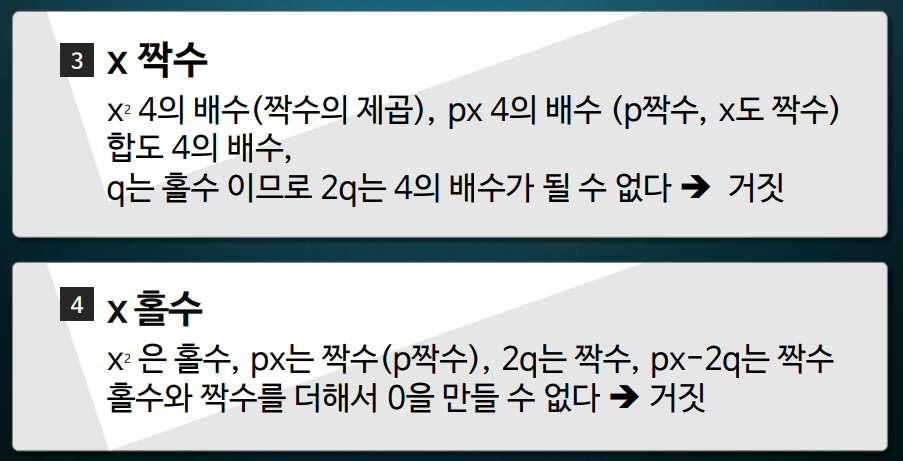 3 x 짝수
x² 4의 배수(짝수의 제곱), px 4의 배수 (p짝수, x도 짝수)
합도 4의 배수,
q는 홀수 이므로 2q는 4의 배수가 될 수 없다 ➔ 거짓
4 x 홀수
x² 은 홀수, px는 짝수(p짝수), 2q는 짝수, px-2q는 짝수
홀수와 짝수를 더해서 0을 만들 수 없다 ➔ 거짓